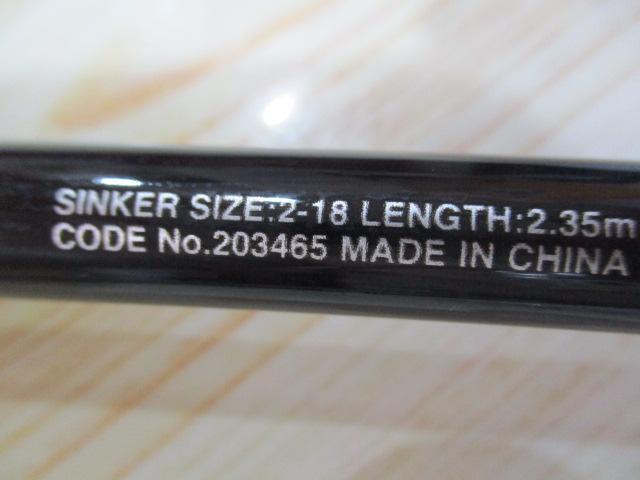 SINKER SIZE:2-18 LENGTH:2.35m
CODE No.203465 MADE IN CHINA